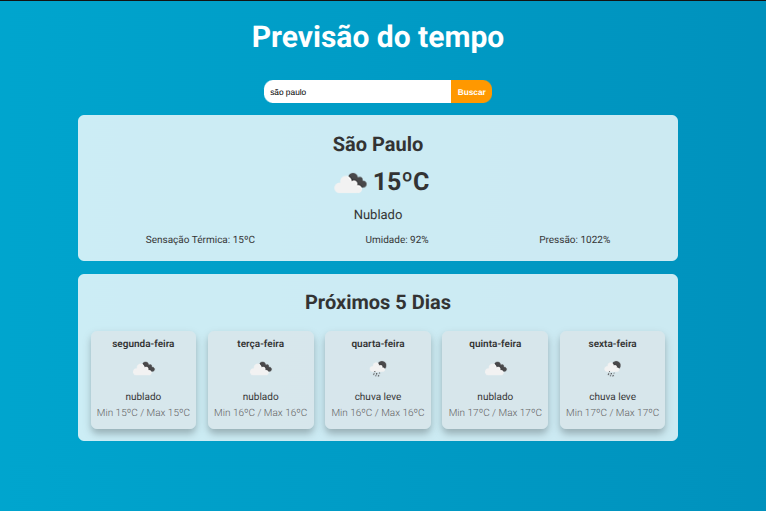 Previsão do tempo
são paulo Buscar
São Paulo
15ºC
Nublado
Sensação Térmica: 15ºC Umidade: 92% Pressão: 1022%
Próximos 5 Dias
segunda-feira terça-feira quarta-feira quinta-feira sexta-feira
nublado nublado chuva leve nublado chuva leve
Min 15ºC / Max 15ºC Min 16ºC / Max 16ºC Min 16ºC / Max 16ºC Min 17ºC / Max 17ºC Min 17ºC / Max 17ºC